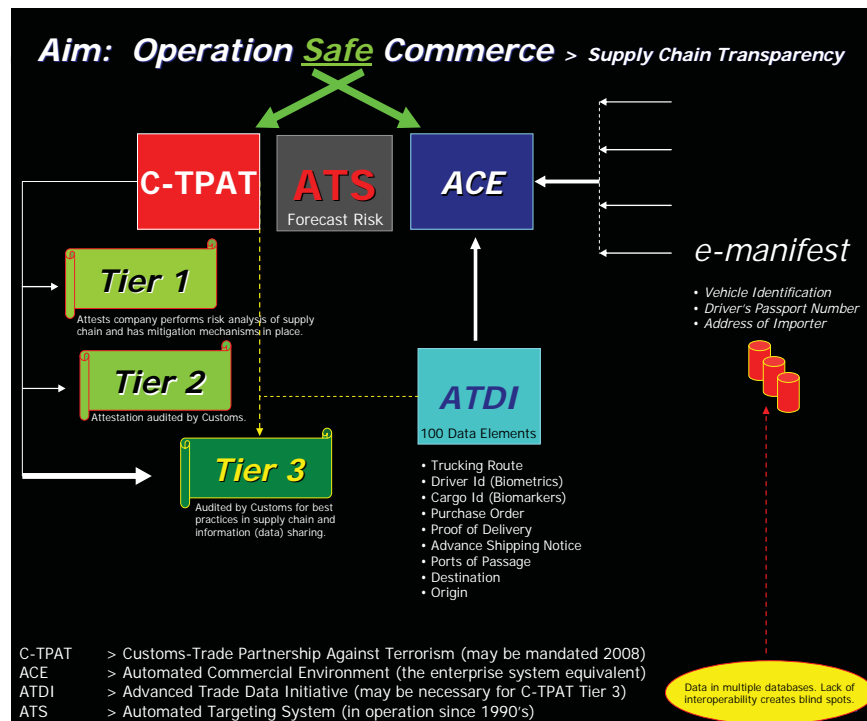 Aim: Operation Safe Commerce > Supply Chain Transparency
C-TPAT
ATS
Forecast Risk
ACE
e-manifest
• Vehicle Identification
• Driver's Passport Number
• Address of Importer
Tier 1
Attests company performs risk analysis of supply
chain and has mitigation mechanisms in place.
Tier 2
Attestation audited by Customs.
Tier 3
Audited by Customs for best
practices in supply chain and
information (data) sharing.
ATDI
100 Data Elements
• Trucking Route
• Driver Id (Biometrics)
• Cargo Id (Biomarkers)
• Purchase Order
• Proof of Delivery
• Advance Shipping Notice
• Ports of Passage
• Destination
• Origin
C-TPAT > Customs-Trade Partnership Against Terrorism (may be mandated 2008)
ACE > Automated Commercial Environment (the enterprise system equivalent)
ATDI > Advanced Trade Data Initiative (may be necessary for C-TPAT Tier 3)
ATS > Automated Targeting System (in operation since 1990's)
Data in multiple databases. Lack of
interoperability creates blind spots.